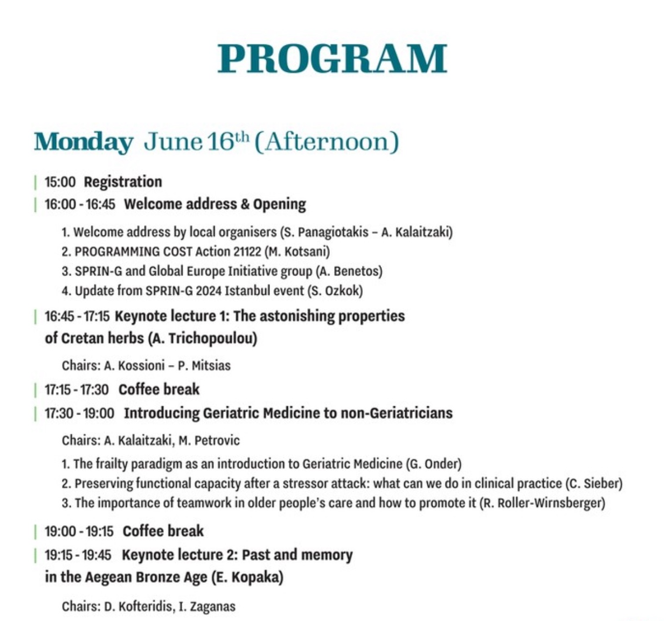 PROGRAM
Monday June 16th (Afternoon)
15:00 Registration
16:00 - 16:45 Welcome address & Opening
1. Welcome address by local organisers (S. Panagiotakis – A. Kalaitzaki)
2. PROGRAMMING COST Action 21122 (M. Kotsani)
3. SPRIN-G and Global Europe Initiative group (A. Benetos)
4. Update from SPRIN-G 2024 Istanbul event (S. Ozkok)
16:45 - 17:15 Keynote lecture 1: The astonishing properties
of Cretan herbs (A. Trichopoulou)
Chairs: A. Kossioni – P. Mitsias
17:15 - 17:30 Coffee break
17:30 - 19:00 Introducing Geriatric Medicine to non-Geriatricians
Chairs: A. Kalaitzaki, M. Petrovic
1. The frailty paradigm as an introduction to Geriatric Medicine (G. Onder)
2. Preserving functional capacity after a stressor attack: what can we do in clinical practice (C. Sieber)
3. The importance of teamwork in older people's care and how to promote it (R. Roller-Wirnsberger)
19:00 - 19:15 Coffee break
19:15 - 19:45 Keynote lecture 2: Past and memory
in the Aegean Bronze Age (E. Kopaka)
Chairs: D. Kofteridis, I. Zaganas